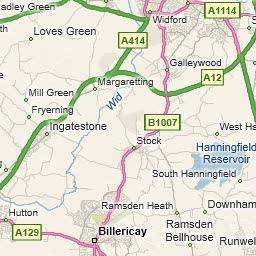 adley Green
A1114
Widford
Loves Green
A414
Galleywood
Margaretting
A12
Mill Green
Wid
Fryerning
B1007
Ingatestone
West Ha
Stock
Hanningfield
Reservoir
South Hanningfield
Ramsden Heath
Downham
Hutton
Ramsden
A129
Billericay
Bellhouse
Runwel